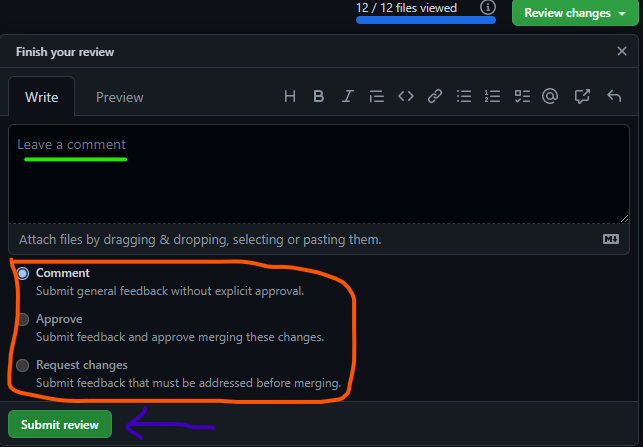 12 / 12 files viewed
Review changes
Finish your review
Write Preview
Leave a comment
Attach files by dragging & dropping, selecting or pasting them.
Comment
Submit general feedback without explicit approval.
Approve
Submit feedback and approve merging these changes.
Request changes
Submit feedback that must be addressed before merging.
Submit review